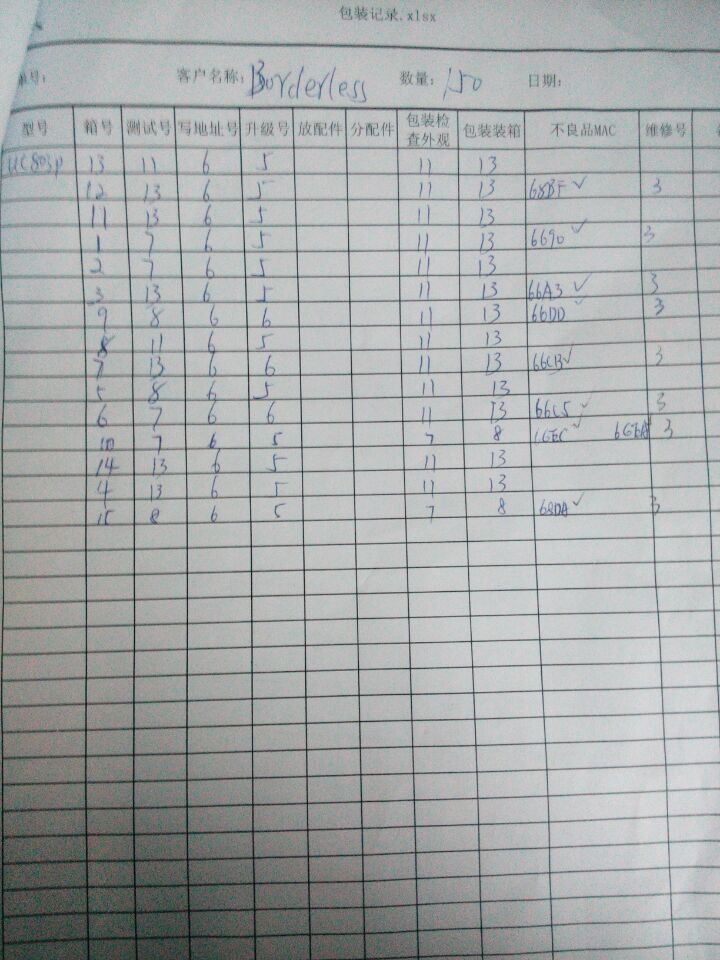 包装记录.xlsx
单号: 客户名称: Borderless 数量: 150 日期:
型号 箱号 测试号 写地址号 升级号 放配件 分配件 包装检查外观 包装装箱 不良品MAC 维修号
UC803P 13 11 6 5 11 13
12 13 6 5 11 13 68BF ✓ 3
11 13 6 5 11 13
1 7 6 5 11 13 6690 ✓ 3
2 7 6 5 11 13
3 13 6 5 11 13 66A3 ✓ 3
9 8 6 6 11 13 66DD ✓ 3
8 11 6 5 11 13
7 13 6 6 11 13 66CB ✓ 3
5 8 6 5 11 13
6 7 6 6 11 13 66C5 ✓ 3
10 7 6 5 7 8 3
14 13 6 5 11 13
4 13 6 5 11 13
15 8 6 5 7 8 68DA ✓ 3